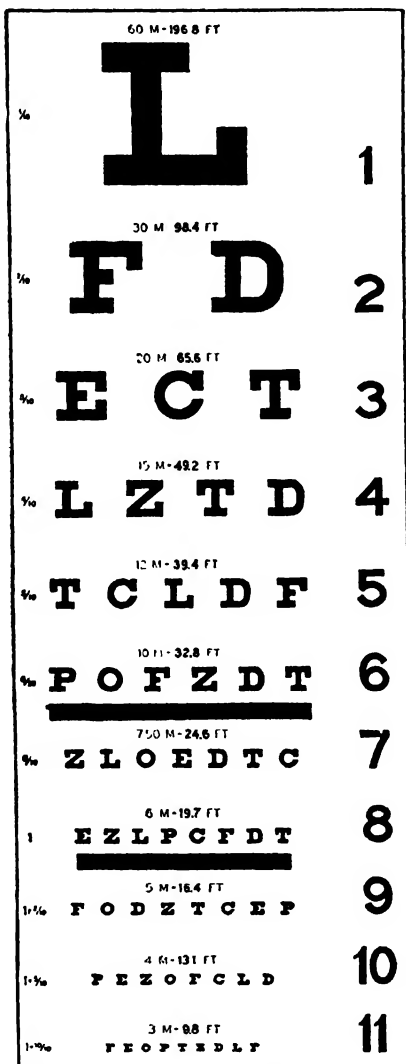 60 M-196.8 FT
L
1
30 M 98.4 FT
F D
2
20 M 65.6 FT
E C T
3
15 M-49.2 FT
L Z T D
4
12 M-39.4 FT
T C L D F
5
10 M-32.8 FT
P O F Z D T
6
7.50 M-24.6 FT
Z L O E D T C
7
6 M-19.7 FT
1 E Z L P C F D T
8
5 M-16.4 FT
F O D Z T C E P
9
4 M-13.1 FT
P E Z O F C L D
10
3 M-9.8 FT
11